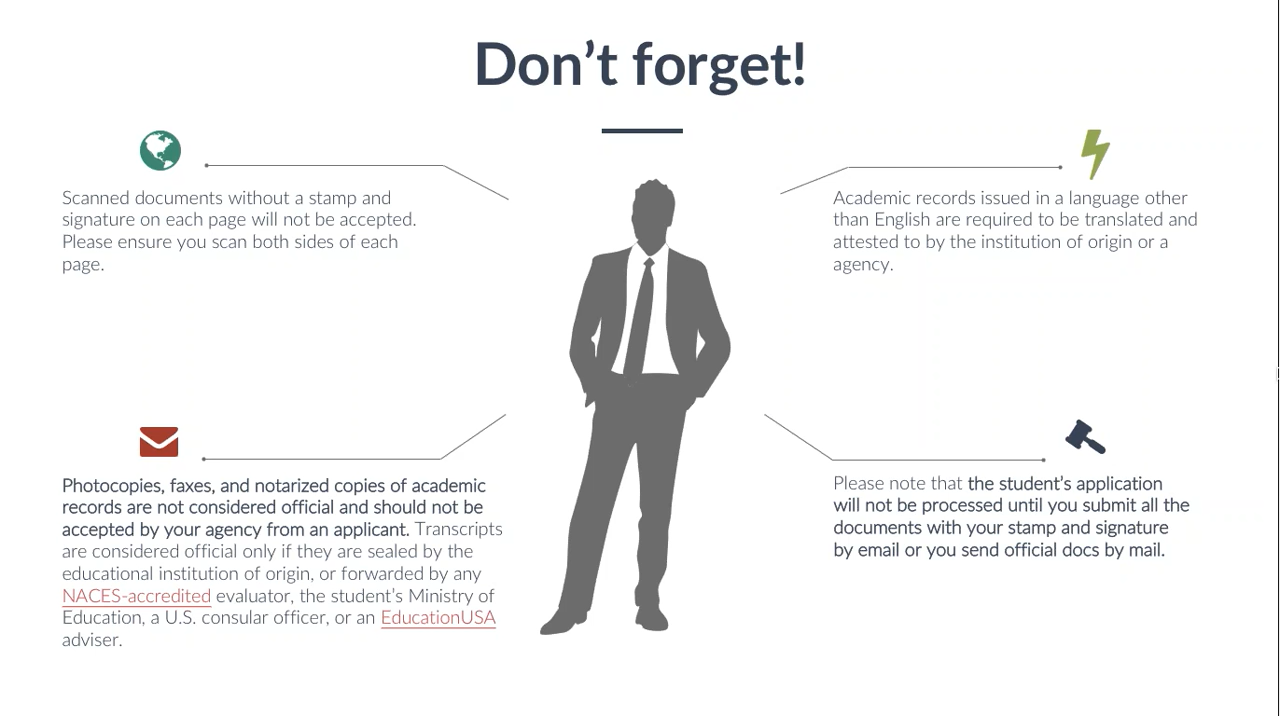 Don’t forget!
Scanned documents without a stamp and
signature on each page will not be accepted.
Please ensure you scan both sides of each
page.
Academic records issued in a language other
than English are required to be translated and
attested to by the institution of origin or a
agency.
Photocopies, faxes, and notarized copies of academic
records are not considered official and should not be
accepted by your agency from an applicant. Transcripts
are considered official only if they are sealed by the
educational institution of origin, or forwarded by any
NACES-accredited evaluator, the student’s Ministry of
Education, a U.S. consular officer, or an EducationUSA
adviser.
Please note that the student’s application
will not be processed until you submit all the
documents with your stamp and signature
by email or you send official docs by mail.